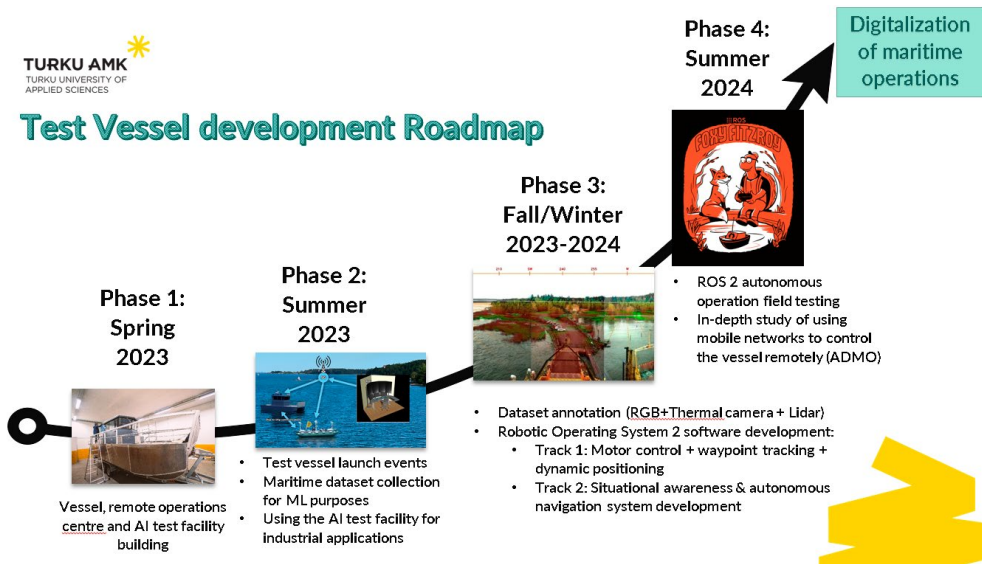 TURKU AMK
TURKU UNIVERSITY OF
APPLIED SCIENCES
Test Vessel development Roadmap
Phase 1:
Spring
2023
Vessel, remote operations
centre and AI test facility
building
Phase 2:
Summer
2023
• Test vessel launch events
• Maritime dataset collection
for ML purposes
• Using the AI test facility for
industrial applications
Phase 3:
Fall/Winter
2023-2024
• Dataset annotation (RGB+Thermal camera + Lidar)
• Robotic Operating System 2 software development:
• Track 1: Motor control + waypoint tracking +
dynamic positioning
• Track 2: Situational awareness & autonomous
navigation system development
Phase 4:
Summer
2024
ROS
FOXY FITZROY
• ROS 2 autonomous
operation field testing
• In-depth study of using
mobile networks to control
the vessel remotely (ADMO)
Digitalization
of maritime
operations